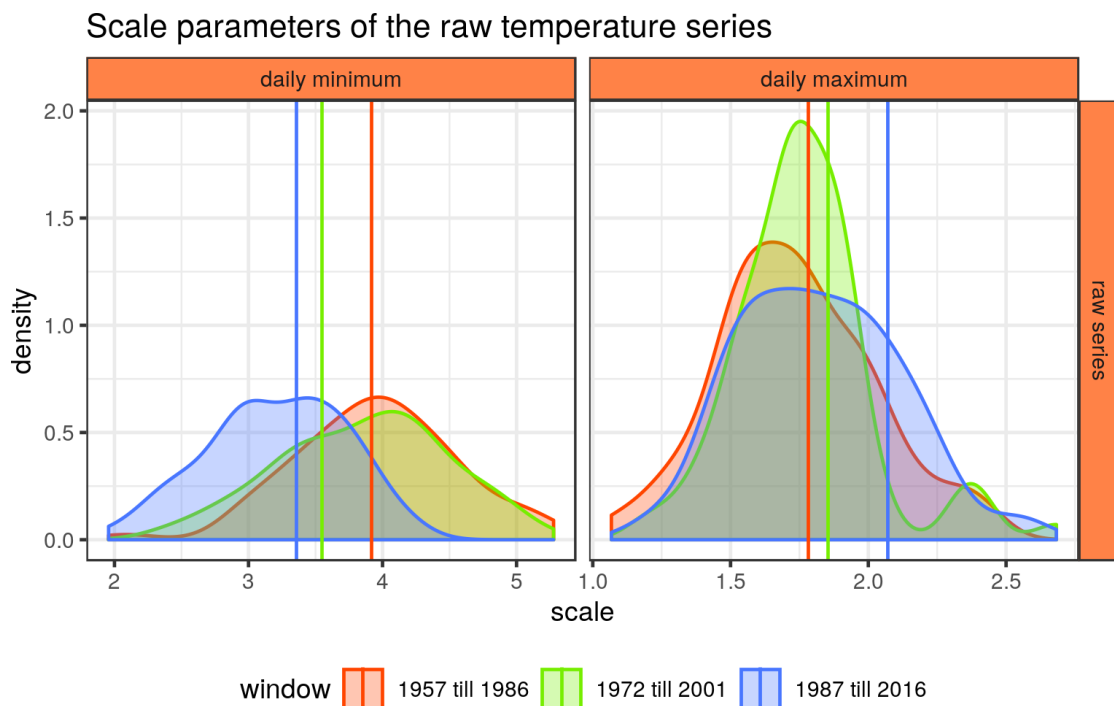 Scale parameters of the raw temperature series
daily minimum
daily maximum
2.0
1.5
1.0
0.5
0.0
density
raw series
2 3 4 5
1.0 1.5 2.0 2.5
scale
window 1957 till 1986 1972 till 2001 1987 till 2016